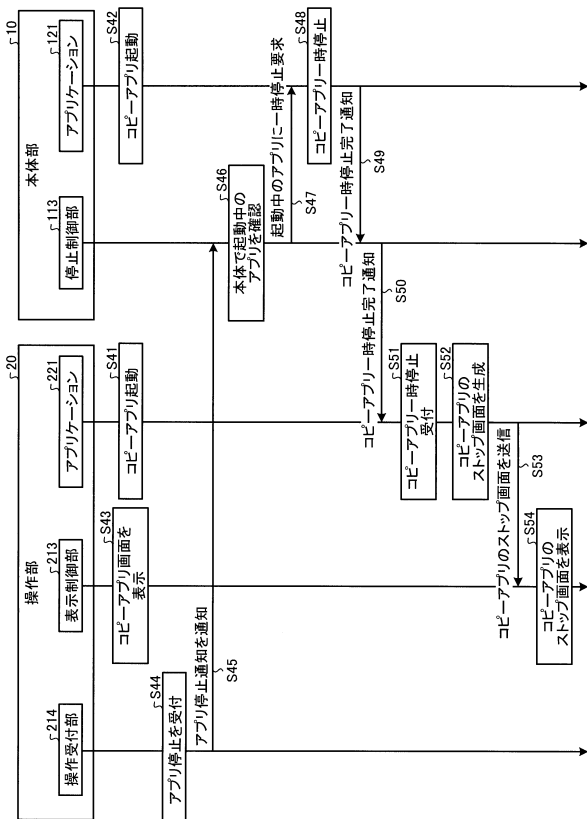 20
操作部
10
本体部
214
操作受付部
213
表示制御部
221
アプリケーション
113
停止制御部
121
アプリケーション
S43
コピーアプリ画面を
表示
S41
コピーアプリ起動
S42
コピーアプリ起動
S44
アプリ停止を受付
アプリ停止通知を通知
S45
S46
本体で起動中の
アプリを確認
起動中のアプリに一時停止要求
S47
S48
コピーアプリ一時停止
コピーアプリ一時停止完了通知
S49
コピーアプリ一時停止完了通知
S50
S51
コピーアプリ一時停止
受付
S52
コピーアプリの
ストップ画面を生成
コピーアプリのストップ画面を送信
S53
S54
コピーアプリの
ストップ画面を表示